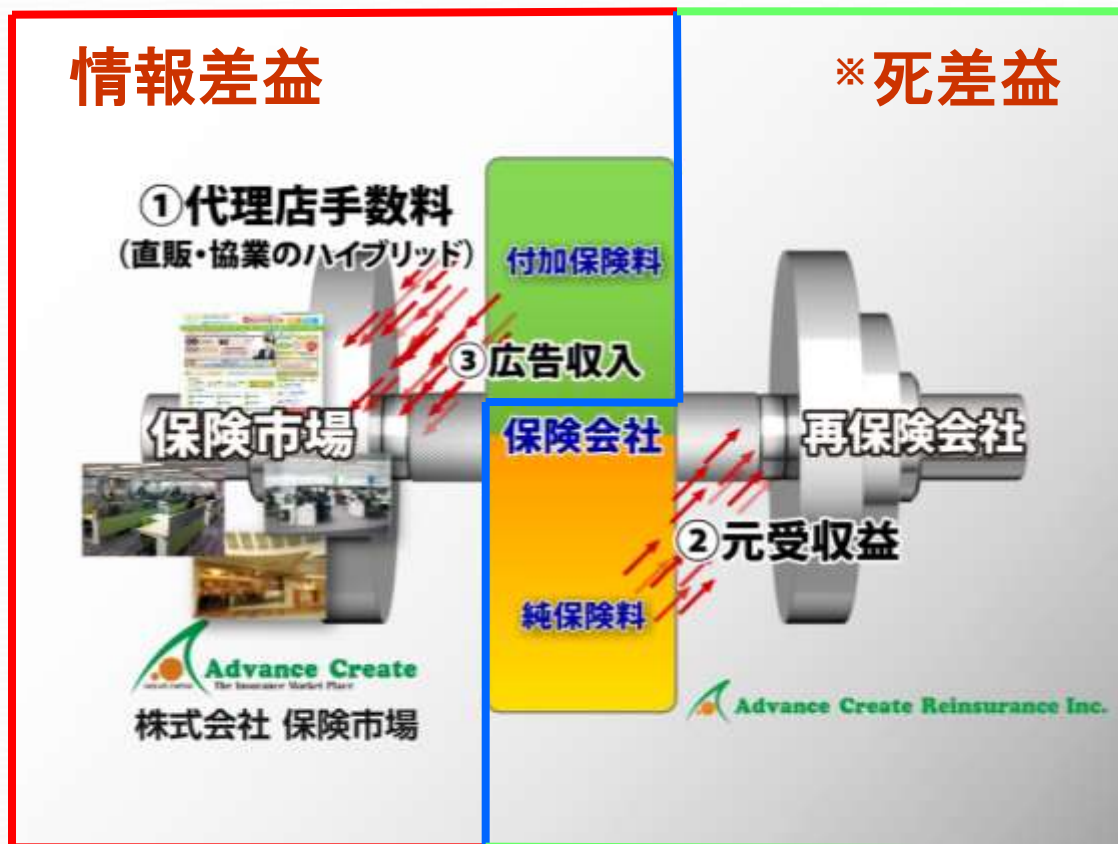 情報差益
※死差益
①代理店手数料
(直販・協業のハイブリッド)
付加保険料
③広告収入
保険市場
保険会社
再保険会社
②元受収益
純保険料
Advance Create
The Insurance Market Place
株式会社 保険市場
Advance Create Reinsurance Inc.